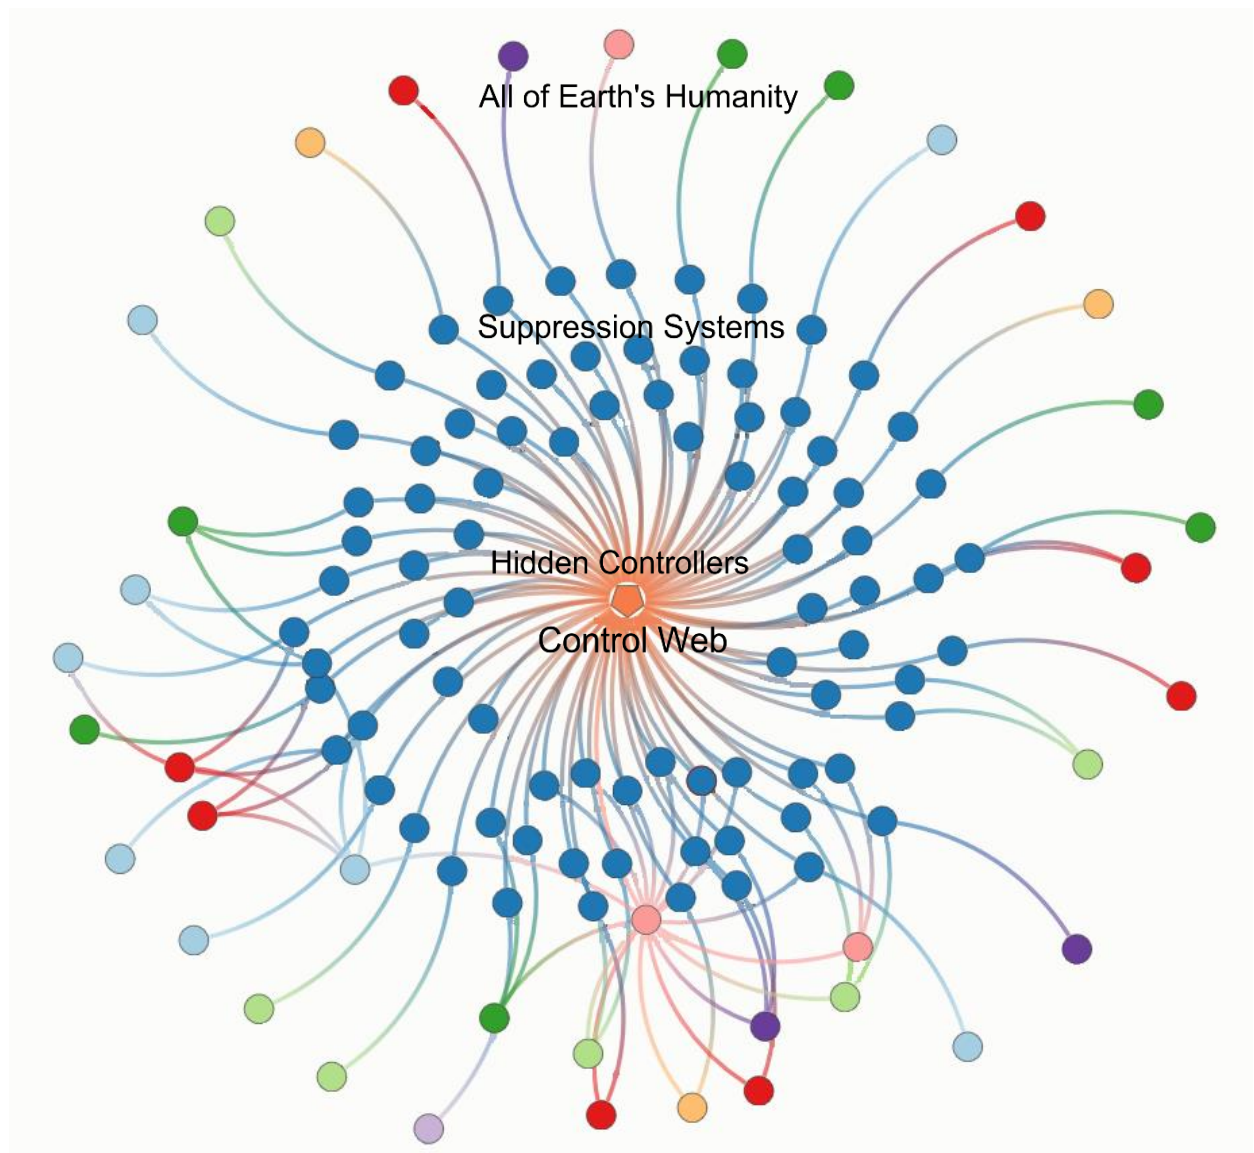 All of Earth's Humanity
Suppression Systems
Hidden Controllers
Control Web